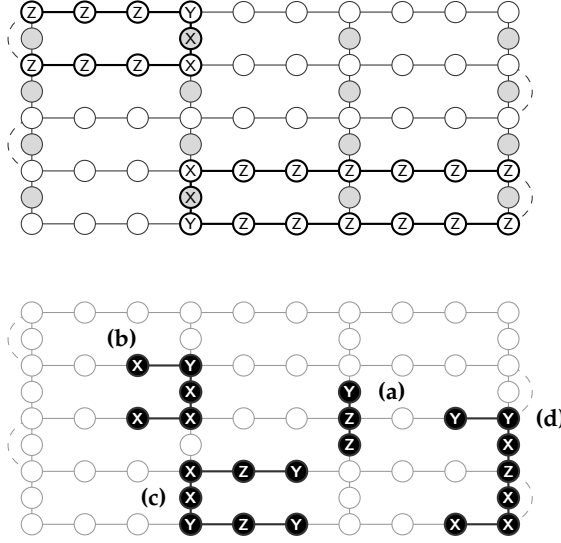 Z Z Z Y
X
Z Z Z X
X Z Z Z Z Z Z
X
Y Z Z Z Z Z Z
(b)
X Y
X Y (a)
X X Z Y Y (d)
Z X
X Z Y Z
(c) X X
Y Z Y X X